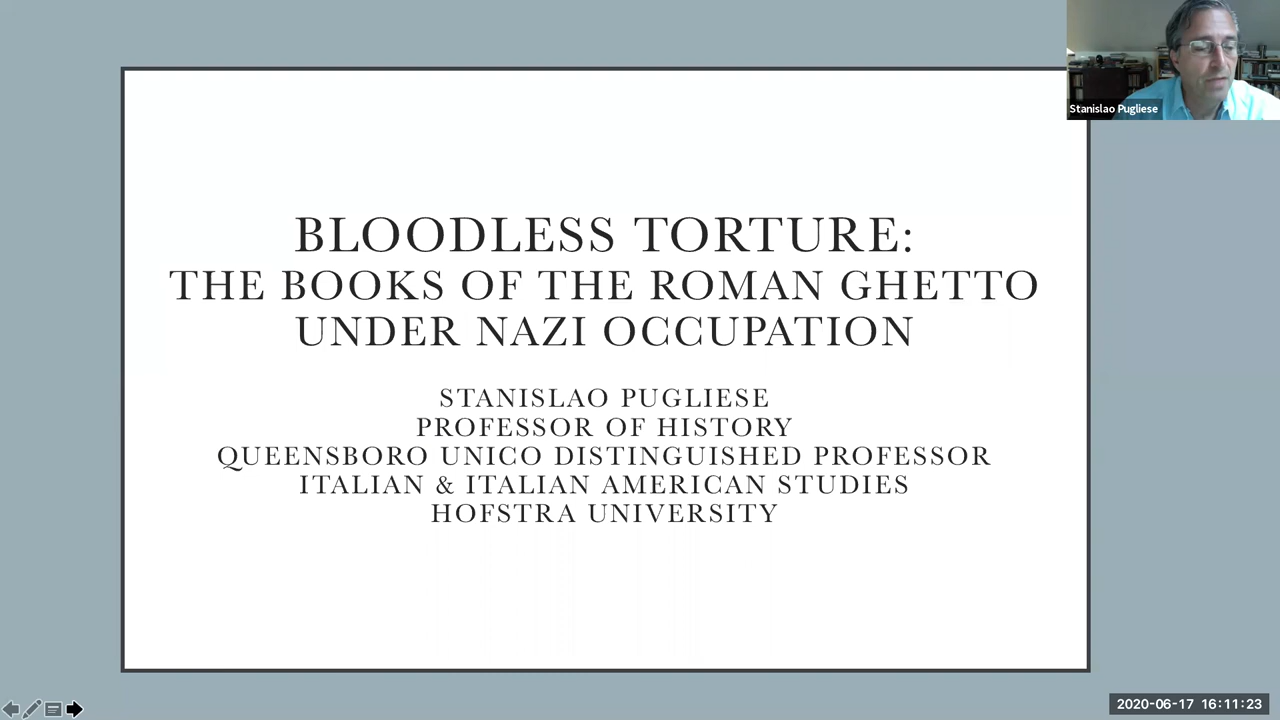 Stanislao Pugliese
BLOODLESS TORTURE:
THE BOOKS OF THE ROMAN GHETTO
UNDER NAZI OCCUPATION
STANISLAO PUGLIESE
PROFESSOR OF HISTORY
QUEENSBORO UNICO DISTINGUISHED PROFESSOR
ITALIAN & ITALIAN AMERICAN STUDIES
HOFSTRA UNIVERSITY
2020-06-17 16:11:23